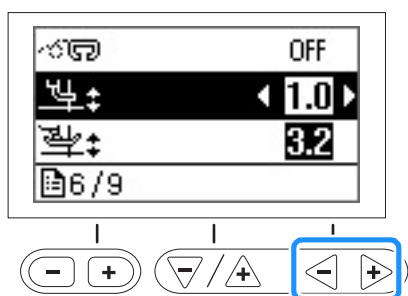 OFF
1.0
3.2
6/9
- + - + - +